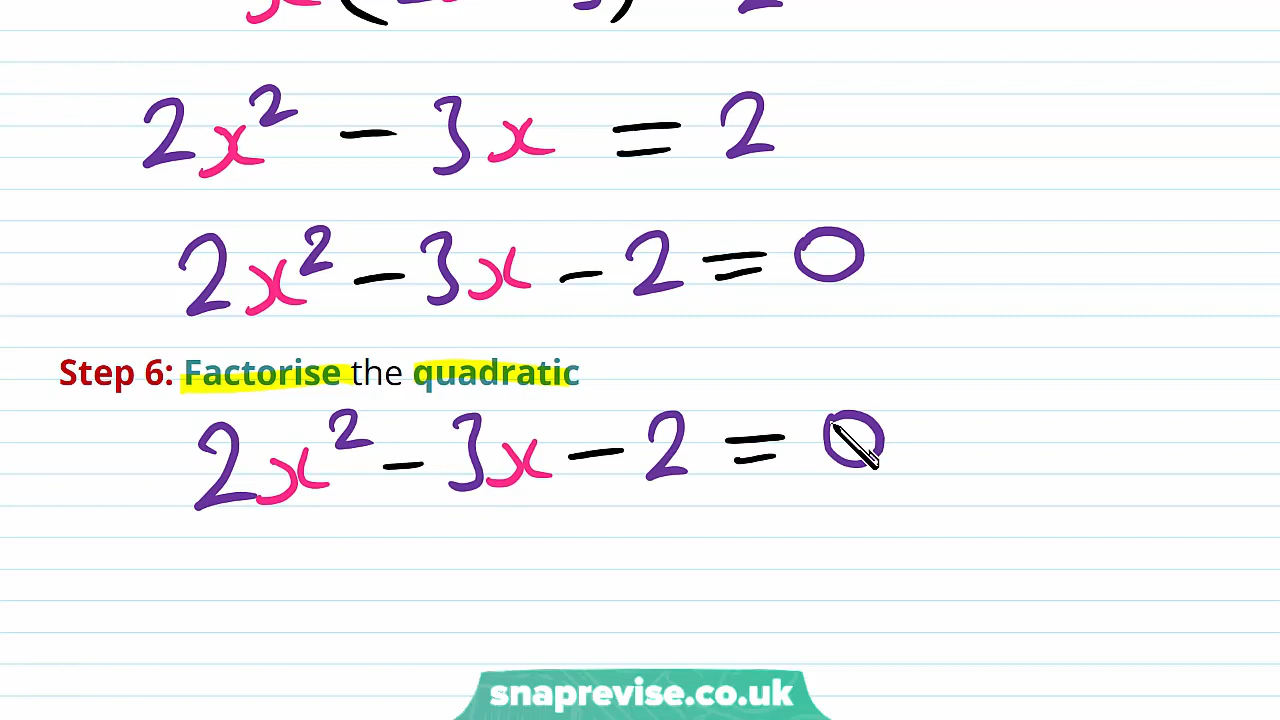 2x² − 3x = 2
2x² − 3x − 2 = 0
Step 6: Factorise the quadratic
2x² − 3x − 2 = 0
snaprevise.co.uk